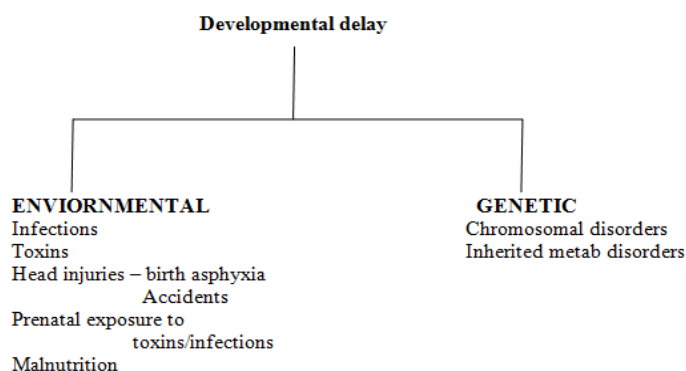 Developmental delay
ENVIORNMENTAL
Infections
Toxins
Head injuries – birth asphyxia
Accidents
Prenatal exposure to
toxins/infections
Malnutrition
GENETIC
Chromosomal disorders
Inherited metab disorders